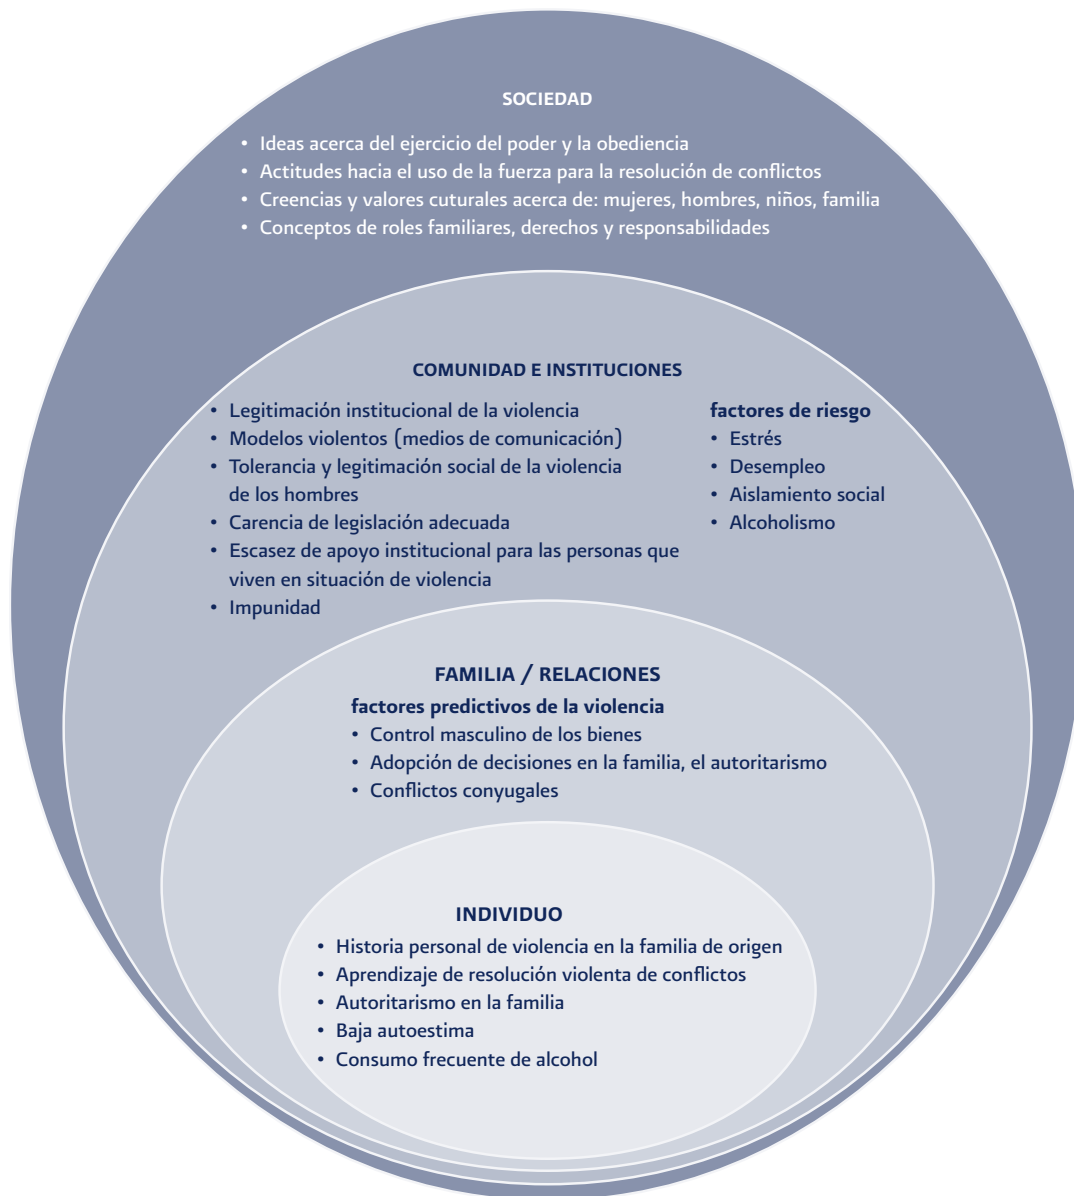 SOCIEDAD
• Ideas acerca del ejercicio del poder y la obediencia
• Actitudes hacia el uso de la fuerza para la resolución de conflictos
• Creencias y valores cuturales acerca de: mujeres, hombres, niños, familia
• Conceptos de roles familiares, derechos y responsabilidades
COMUNIDAD E INSTITUCIONES
• Legitimación institucional de la violencia
• Modelos violentos (medios de comunicación)
• Tolerancia y legitimación social de la violencia
de los hombres
• Carencia de legislación adecuada
• Escasez de apoyo institucional para las personas que
viven en situación de violencia
• Impunidad
factores de riesgo
• Estrés
• Desempleo
• Aislamiento social
• Alcoholismo
FAMILIA / RELACIONES
factores predictivos de la violencia
• Control masculino de los bienes
• Adopción de decisiones en la familia, el autoritarismo
• Conflictos conyugales
INDIVIDUO
• Historia personal de violencia en la familia de origen
• Aprendizaje de resolución violenta de conflictos
• Autoritarismo en la familia
• Baja autoestima
• Consumo frecuente de alcohol